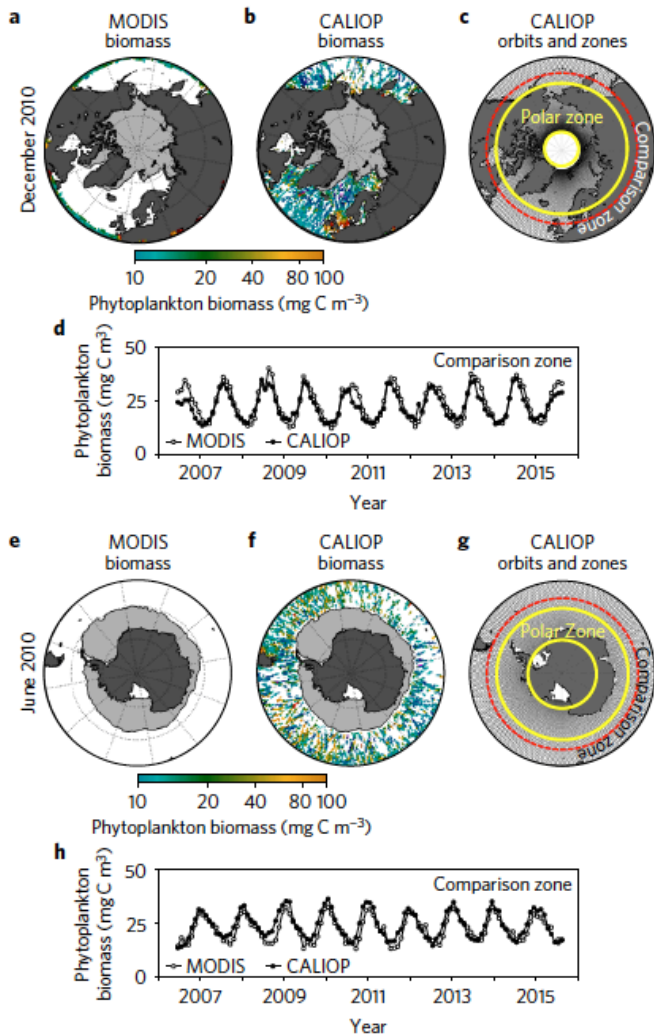 a MODIS biomass
b CALIOP biomass
c CALIOP orbits and zones
December 2010
Polar zone
Comparison zone
10 20 40 80 100
Phytoplankton biomass (mg C m⁻³)
d
Phytoplankton biomass (mg C m³)
50
25
0
Comparison zone
MODIS CALIOP
2007 2009 2011 2013 2015
Year
e MODIS biomass
f CALIOP biomass
g CALIOP orbits and zones
June 2010
Polar Zone
Comparison zone
10 20 40 80 100
Phytoplankton biomass (mg C m⁻³)
h
Phytoplankton biomass (mg C m³)
50
25
0
Comparison zone
MODIS CALIOP
2007 2009 2011 2013 2015
Year